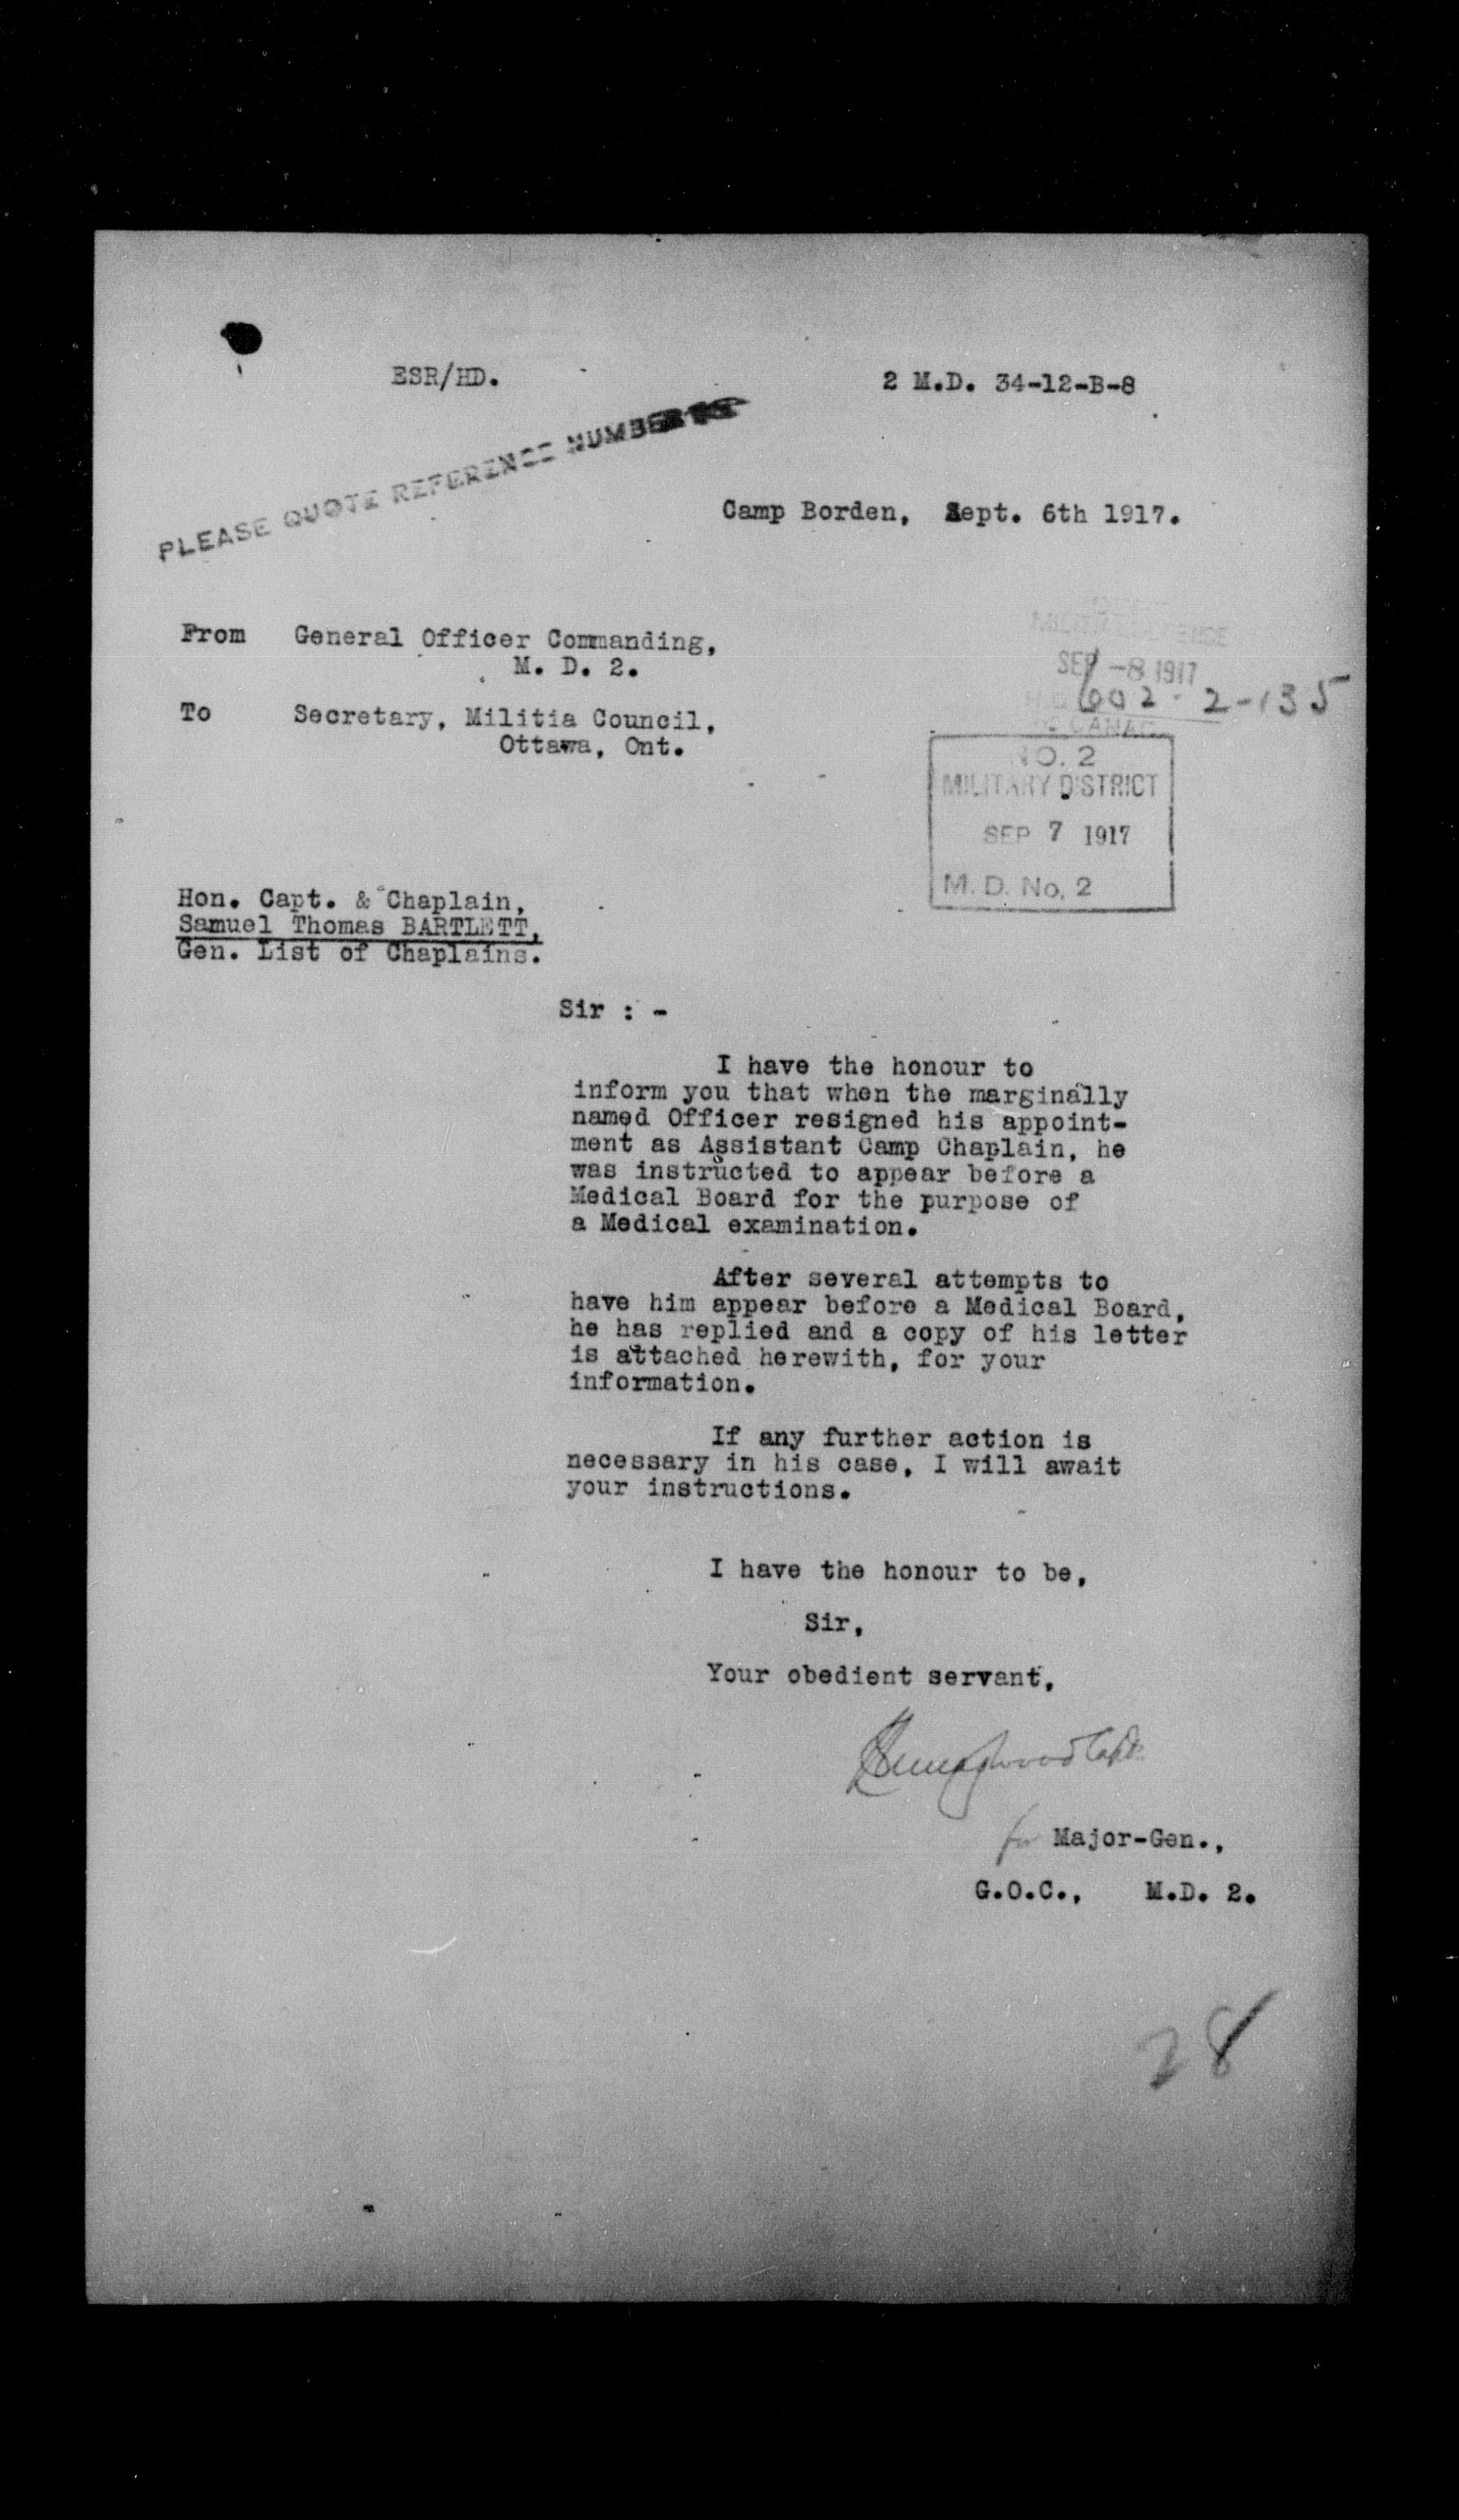 ESR/HD.
2 M.D. 34-12-B-8
PLEASE QUOTE REFERENCE NUMBER
Camp Borden, Sept. 6th 1917.
From General Officer Commanding,
M. D. 2.
To Secretary, Militia Council,
Ottawa, Ont.
SEP -8 1917
602-2-135
NO. 2
MILITARY DISTRICT
SEP 7 1917
M. D. No. 2
Hon. Capt. & Chaplain,
Samuel Thomas BARTLETT,
Gen. List of Chaplains.
Sir : -
I have the honour to
inform you that when the marginally
named Officer resigned his appoint-
ment as Assistant Camp Chaplain, he
was instructed to appear before a
Medical Board for the purpose of
a Medical examination.
After several attempts to
have him appear before a Medical Board,
he has replied and a copy of his letter
is attached herewith, for your
information.
If any further action is
necessary in his case, I will await
your instructions.
I have the honour to be,
Sir,
Your obedient servant,
Capt.
for Major-Gen.,
G.O.C., M.D. 2.
28